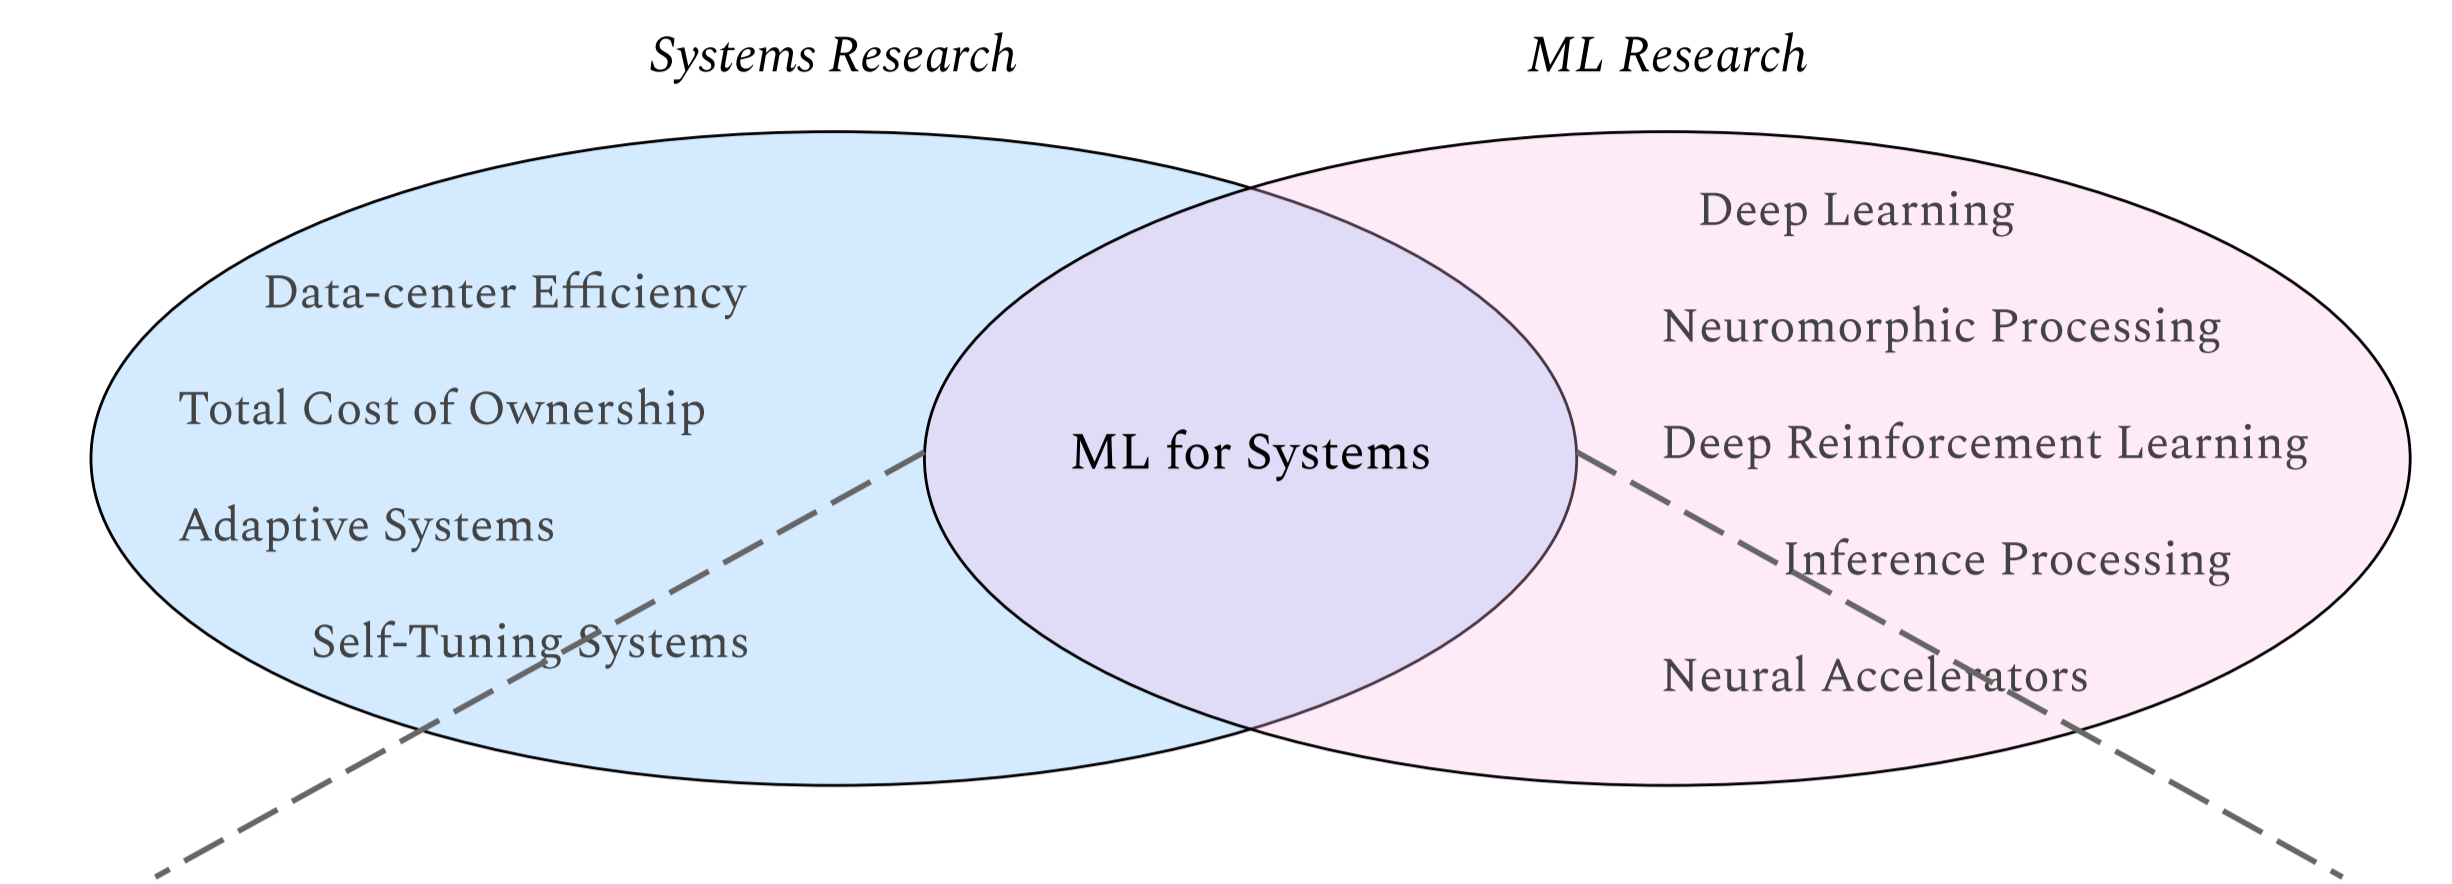 Systems Research
ML Research
Data-center Efficiency
Total Cost of Ownership
Adaptive Systems
Self-Tuning Systems
ML for Systems
Deep Learning
Neuromorphic Processing
Deep Reinforcement Learning
Inference Processing
Neural Accelerators